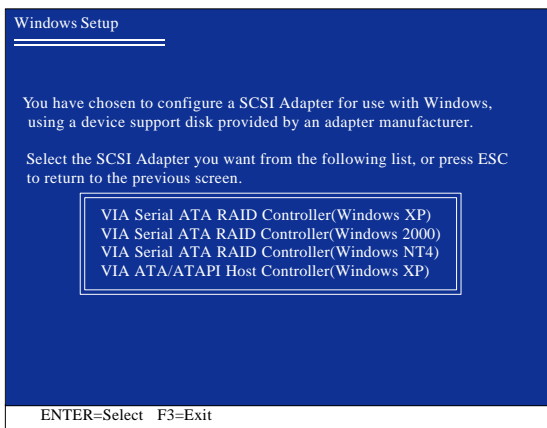 Windows Setup
You have chosen to configure a SCSI Adapter for use with Windows,
using a device support disk provided by an adapter manufacturer.
Select the SCSI Adapter you want from the following list, or press ESC
to return to the previous screen.
VIA Serial ATA RAID Controller(Windows XP)
VIA Serial ATA RAID Controller(Windows 2000)
VIA Serial ATA RAID Controller(Windows NT4)
VIA ATA/ATAPI Host Controller(Windows XP)
ENTER=Select F3=Exit